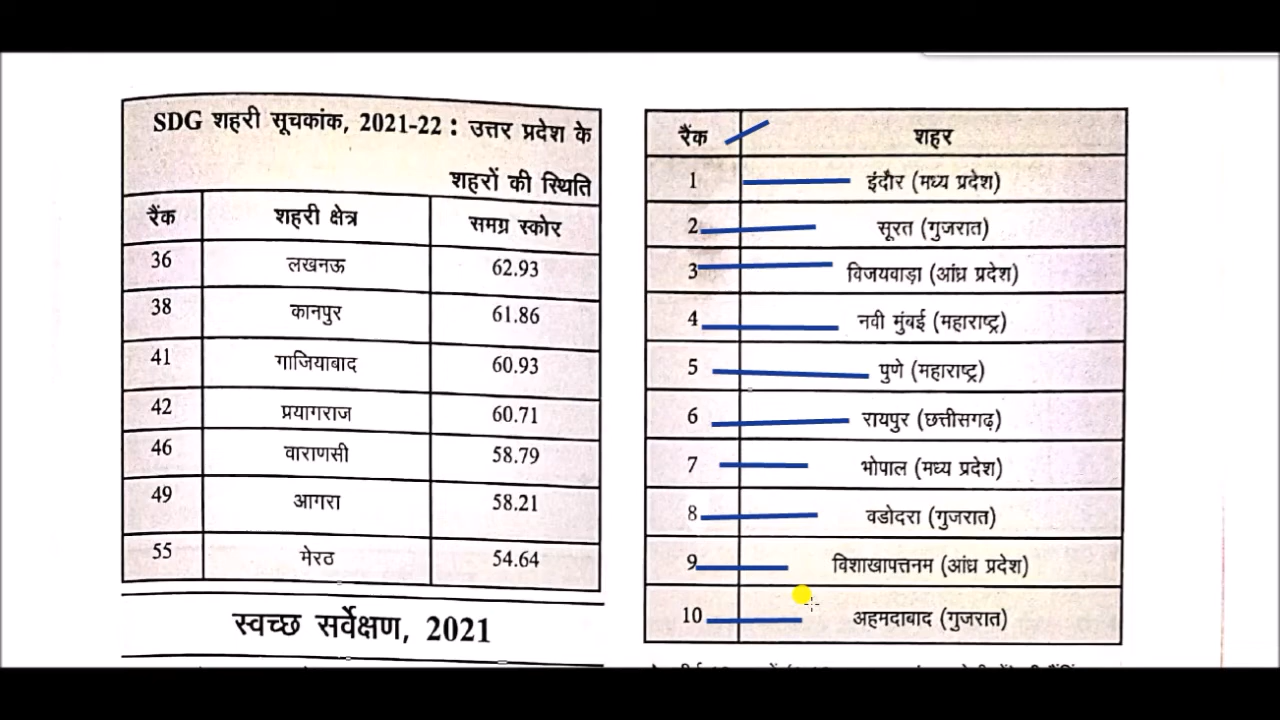 SDG शहरी सूचकांक, 2021-22 : उत्तर प्रदेश के
शहरों की स्थिति
रैंक शहरी क्षेत्र समग्र स्कोर
36 लखनऊ 62.93
38 कानपुर 61.86
41 गाजियाबाद 60.93
42 प्रयागराज 60.71
46 वाराणसी 58.79
49 आगरा 58.21
55 मेरठ 54.64
स्वच्छ सर्वेक्षण, 2021
रैंक शहर
1 इंदौर (मध्य प्रदेश)
2 सूरत (गुजरात)
3 विजयवाड़ा (आंध्र प्रदेश)
4 नवी मुंबई (महाराष्ट्र)
5 पुणे (महाराष्ट्र)
6 रायपुर (छत्तीसगढ़)
7 भोपाल (मध्य प्रदेश)
8 वडोदरा (गुजरात)
9 विशाखापत्तनम (आंध्र प्रदेश)
10 अहमदाबाद (गुजरात)